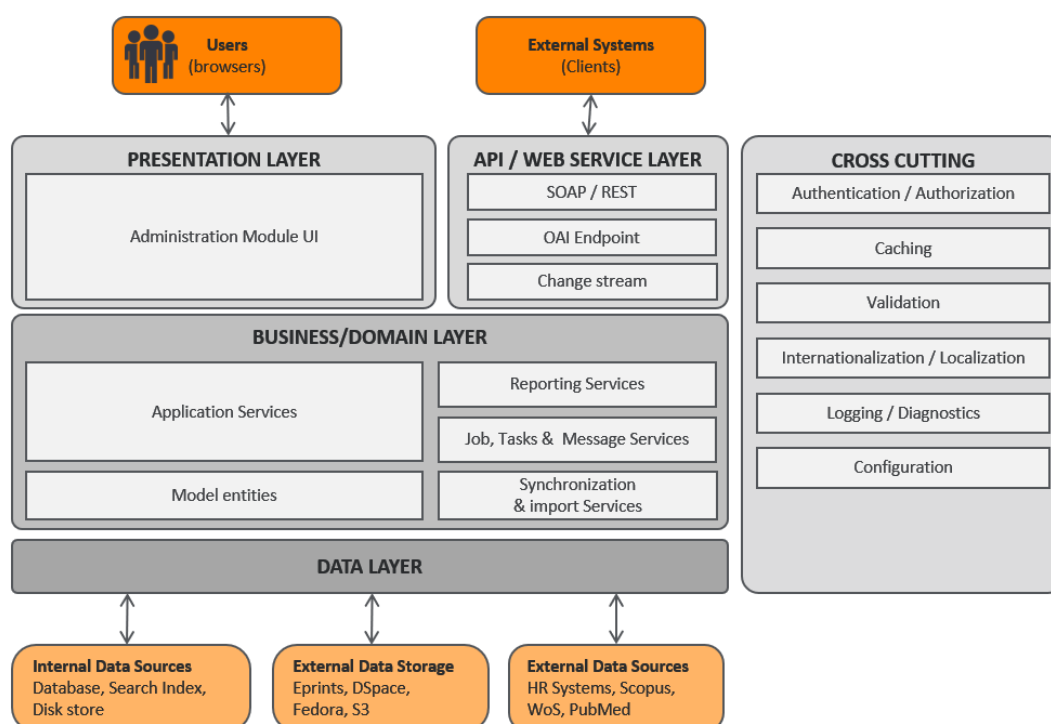 Users
(browsers)
External Systems
(Clients)
PRESENTATION LAYER
Administration Module UI
API / WEB SERVICE LAYER
SOAP / REST
OAI Endpoint
Change stream
CROSS CUTTING
Authentication / Authorization
Caching
Validation
Internationalization / Localization
Logging / Diagnostics
Configuration
BUSINESS/DOMAIN LAYER
Application Services
Model entities
Reporting Services
Job, Tasks & Message Services
Synchronization
& import Services
DATA LAYER
Internal Data Sources
Database, Search Index,
Disk store
External Data Storage
Eprints, DSpace,
Fedora, S3
External Data Sources
HR Systems, Scopus,
WoS, PubMed